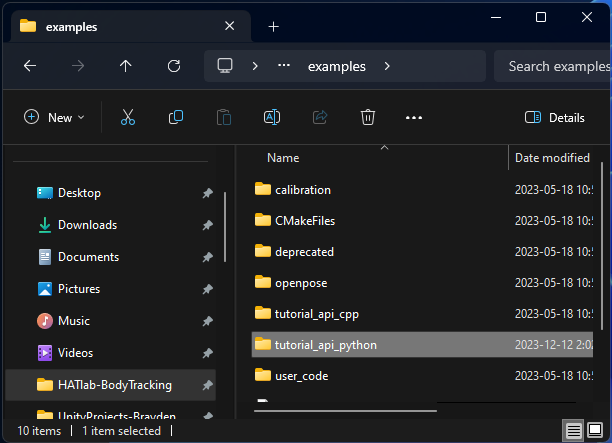 examples
examples
Search examples
New
Details
Name
Date modified
Desktop
Downloads
Documents
Pictures
Music
Videos
HATlab-BodyTracking
UnityProjects-Brayden
calibration 2023-05-18 10:5
CMakeFiles 2023-05-18 10:5
deprecated 2023-05-18 10:5
openpose 2023-05-18 10:5
tutorial_api_cpp 2023-05-18 10:5
tutorial_api_python 2023-12-12 2:02
user_code 2023-05-18 10:5
10 items
1 item selected